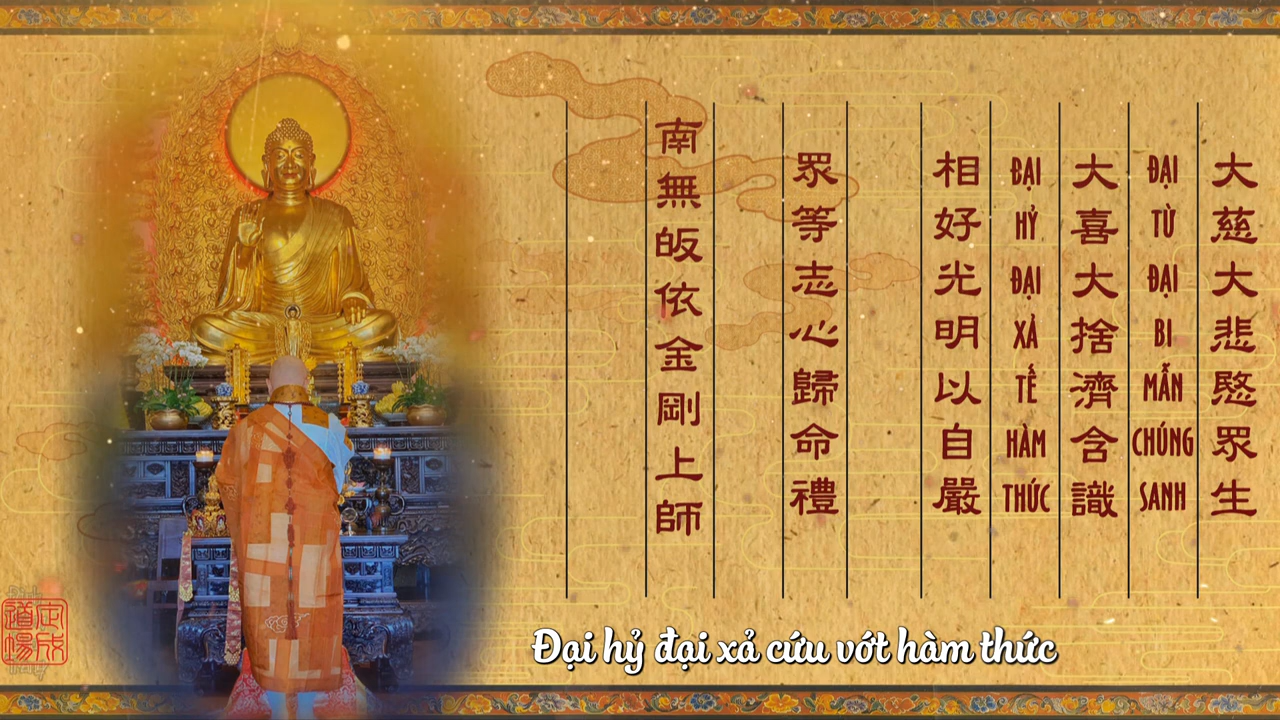 大慈大悲愍眾生
ĐẠI TỪ ĐẠI BI MẪN CHÚNG SANH
大喜大捨濟含識
ĐẠI HỶ ĐẠI XẢ TẾ HÀM THỨC
相好光明以自嚴
眾等志心歸命禮
南無皈依金剛上師
Đại hỷ đại xả cứu vớt hàm thức